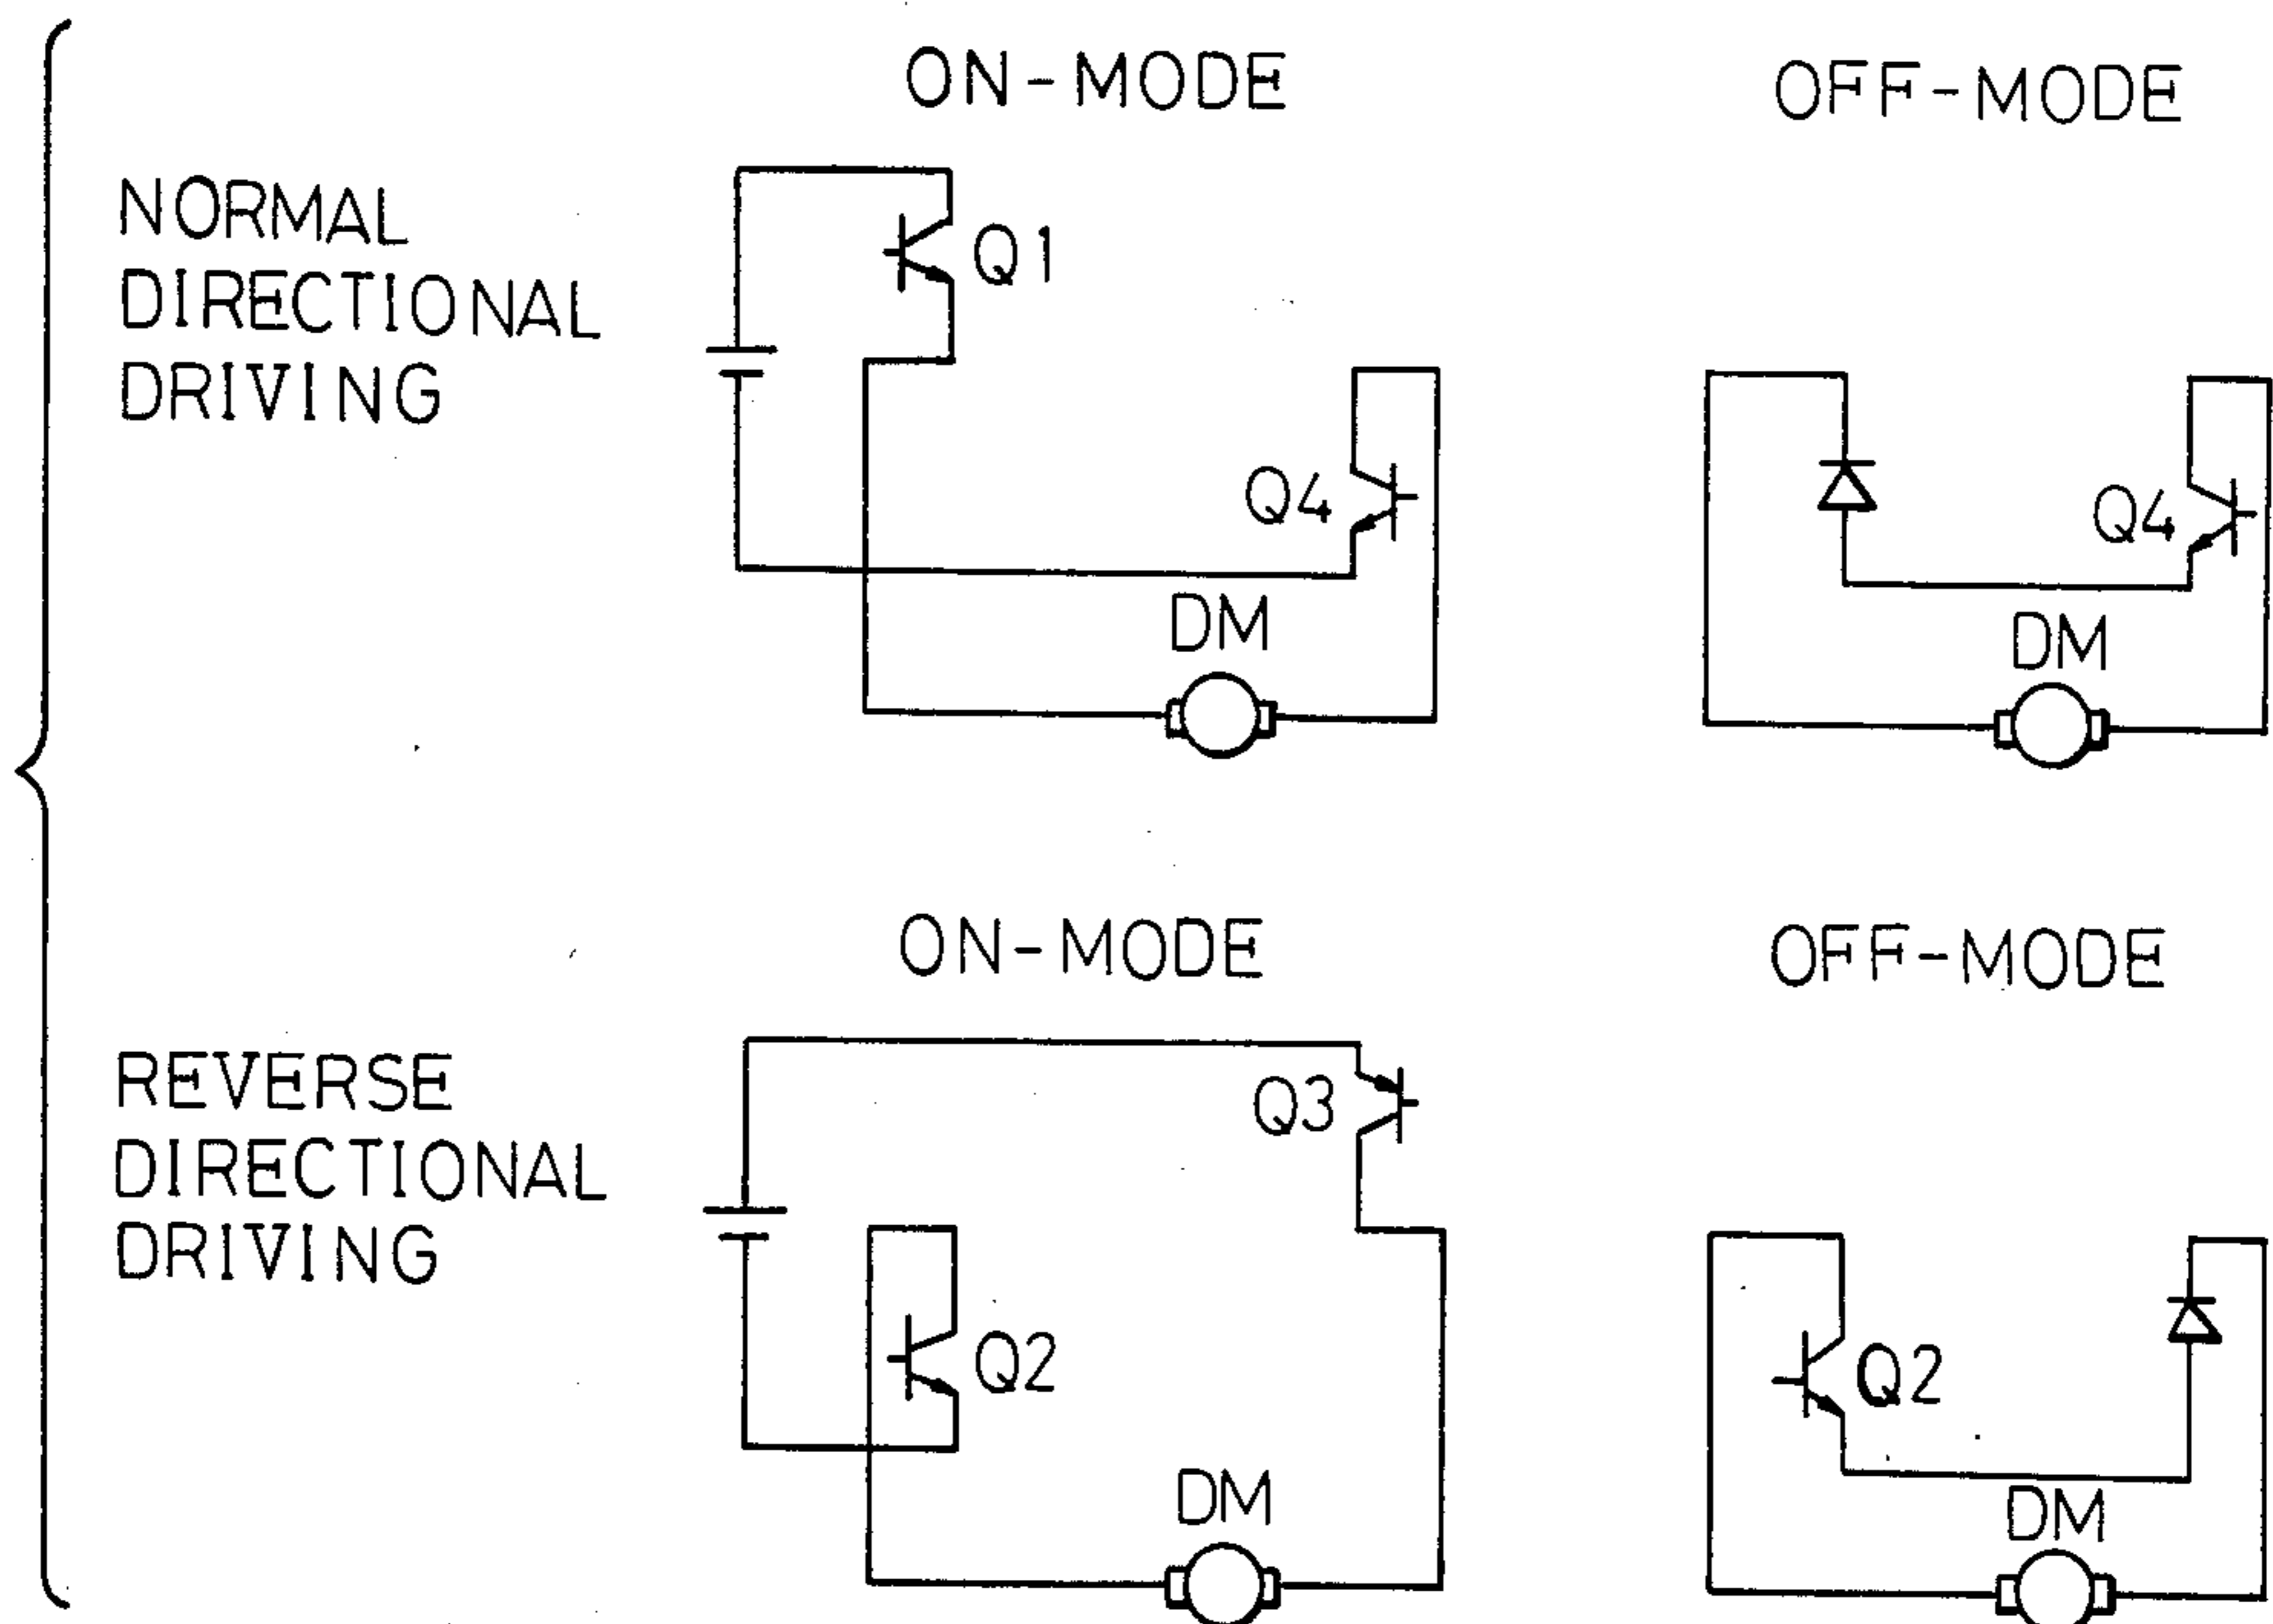 ON-MODE
OFF-MODE
NORMAL
DIRECTIONAL
DRIVING
Q1
Q4
DM
Q4
DM
ON-MODE
OFF-MODE
REVERSE
DIRECTIONAL
DRIVING
Q3
Q2
DM
Q2
DM